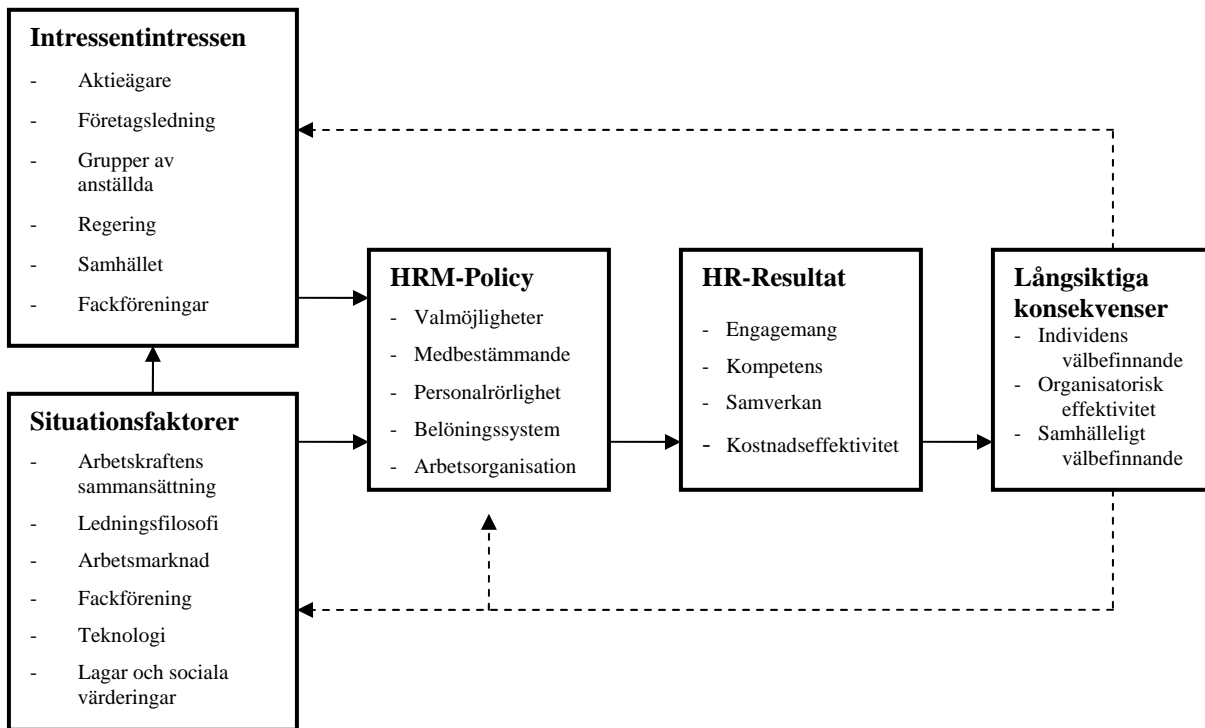 Intressentintressen
- Aktieägare
- Företagsledning
- Grupper av
anställda
- Regering
- Samhället
- Fackföreningar
Situationsfaktorer
- Arbetskraftens
sammansättning
- Ledningsfilosofi
- Arbetsmarknad
- Fackförening
- Teknologi
- Lagar och sociala
värderingar
HRM-Policy
- Valmöjligheter
- Medbestämmande
- Personalrörlighet
- Belöningssystem
- Arbetsorganisation
HR-Resultat
- Engagemang
- Kompetens
- Samverkan
- Kostnadseffektivitet
Långsiktiga
konsekvenser
- Individens
välbefinnande
- Organisatorisk
effektivitet
- Samhälleligt
välbefinnande